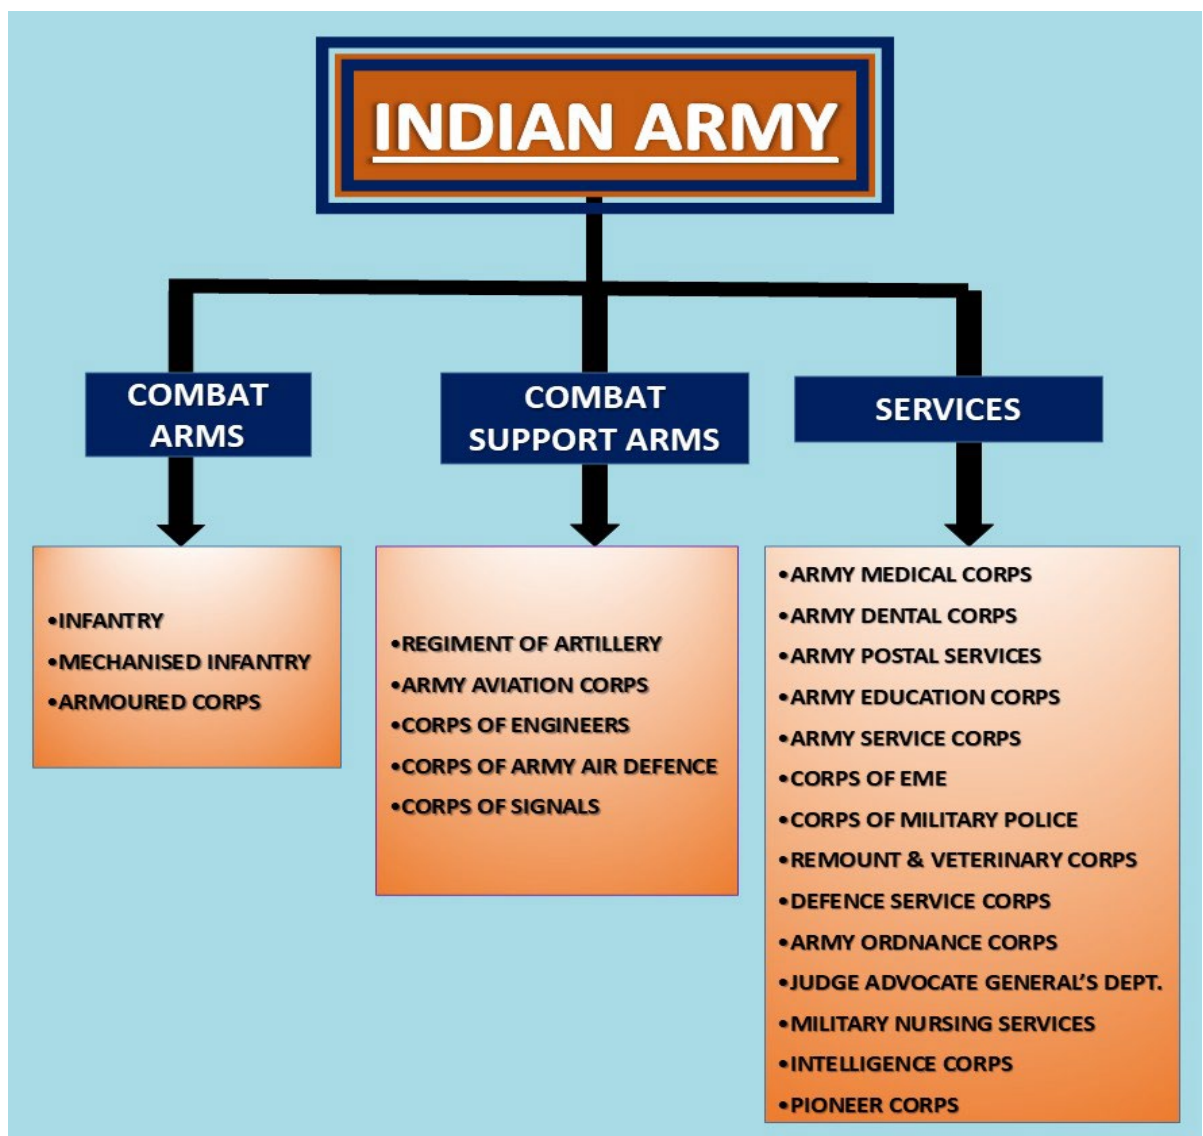 INDIAN ARMY
COMBAT
ARMS
•INFANTRY
•MECHANISED INFANTRY
•ARMOURED CORPS
COMBAT
SUPPORT ARMS
•REGIMENT OF ARTILLERY
•ARMY AVIATION CORPS
•CORPS OF ENGINEERS
•CORPS OF ARMY AIR DEFENCE
•CORPS OF SIGNALS
SERVICES
•ARMY MEDICAL CORPS
•ARMY DENTAL CORPS
•ARMY POSTAL SERVICES
•ARMY EDUCATION CORPS
•ARMY SERVICE CORPS
•CORPS OF EME
•CORPS OF MILITARY POLICE
•REMOUNT & VETERINARY CORPS
•DEFENCE SERVICE CORPS
•ARMY ORDNANCE CORPS
•JUDGE ADVOCATE GENERAL’S DEPT.
•MILITARY NURSING SERVICES
•INTELLIGENCE CORPS
•PIONEER CORPS